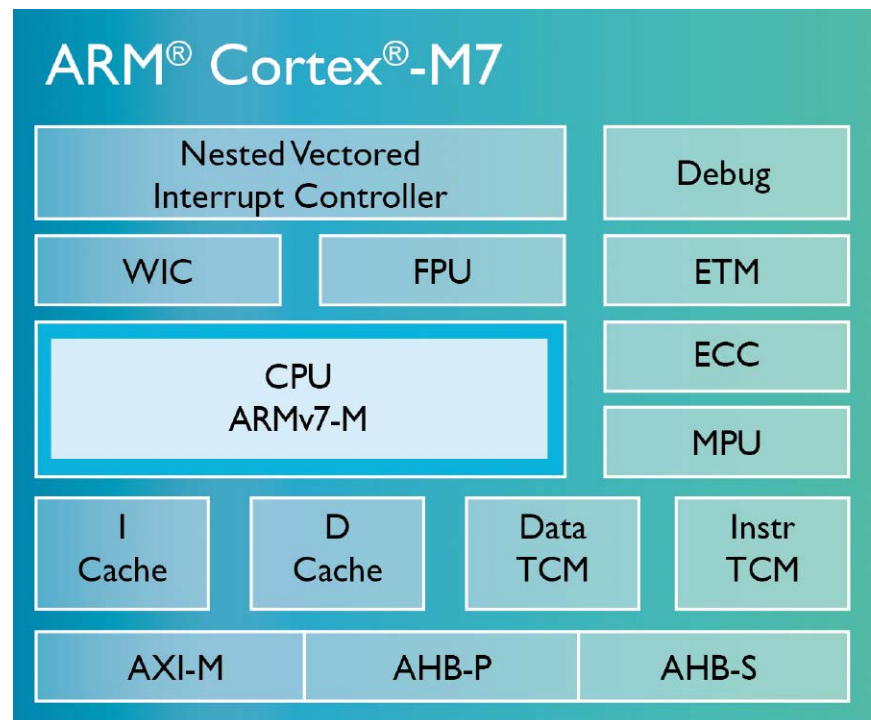 ARM® Cortex®-M7
Nested Vectored
Interrupt Controller
Debug
WIC
FPU
ETM
CPU
ARMv7-M
ECC
MPU
I
Cache
D
Cache
Data
TCM
Instr
TCM
AXI-M
AHB-P
AHB-S